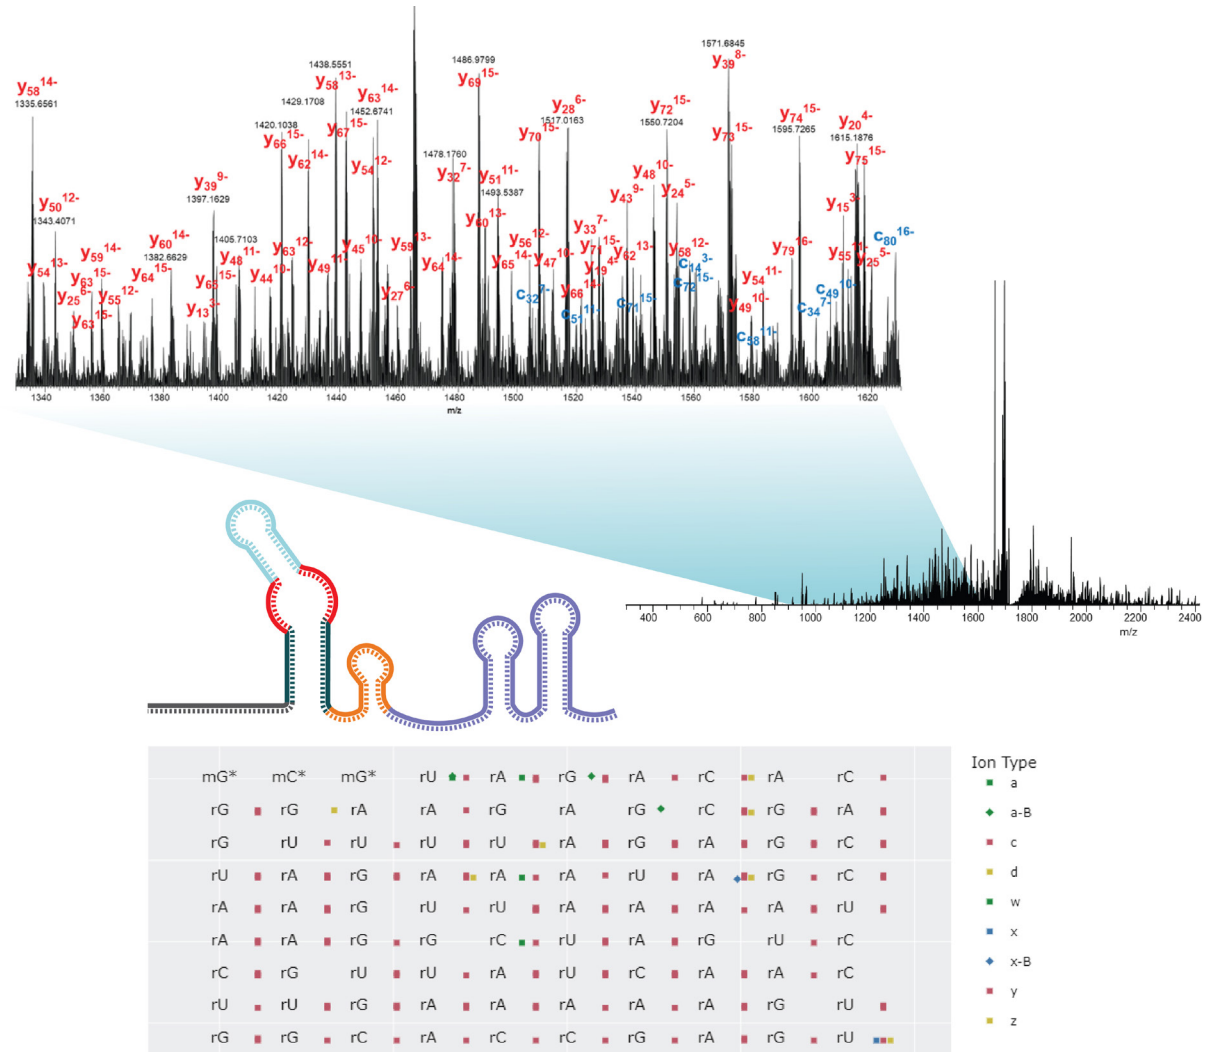 y58 14-
1335.6561
y50 12-
1343.4071
y54 13-
y25 6-
y63 15-
y63 15-
y59 14-
y55 12-
y64 15-
y60 14-
1382.6629
y13 3-
y39 9-
1397.1629
1405.7103
y48 11-
y44 10-
1420.1038
y66 15-
1429.1708
y62 14-
y63 12-
y49 11-
1438.5551
y58 13-
y67 15-
y63 14-
1452.6741
y54 12-
y45 10-
y27 6-
y59 13-
y64 14-
1478.1760
y32 7-
1486.9799
y69 15-
y51 11-
1493.5387
y60 13-
y65 14-
y56 12-
y47 10-
c32 7-
y70 15-
y28 6-
1517.0163
y66 14-
c51 11-
y33 7-
y71 15-
y19 4-
y62 13-
c71 15-
y43 9-
y48 10-
y72 15-
1550.7204
y24 5-
y58 12-
c14 3-
c72 15-
1571.6845
y39 8-
y73 15-
y49 10-
c58 11-
y54 11-
y79 16-
y74 15-
1595.7265
c34 7-
c49 10-
y15 3-
y55 11-
y20 4-
1615.1876
y75 15-
y25 5-
c80 16-
1340 1360 1380 1400 1420 1440 1460 1480 1500 1520 1540 1560 1580 1600 1620
m/z
400 600 800 1000 1200 1400 1600 1800 2000 2200 2400
m/z
mG* mC* mG* rU rA rG rA rC rA rC
rG rG rA rA rG rA rG rC rG rA
rG rU rU rU rU rA rG rA rG rC
rU rA rG rA rA rA rU rA rG rC
rA rA rG rU rU rA rA rA rA rU
rA rA rG rG rC rU rA rG rU rC
rC rG rU rU rA rU rC rA rA rC
rU rU rG rA rA rA rA rA rG rU
rG rG rC rA rC rC rG rA rG rU
Ion Type
a
a-B
c
d
w
x
x-B
y
z